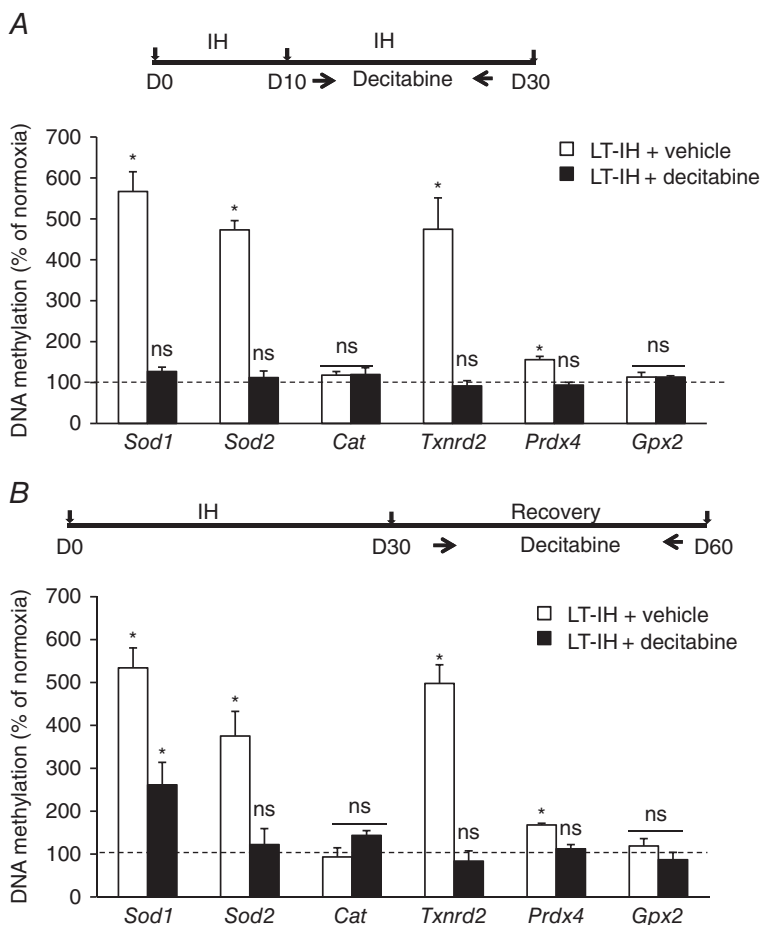 A
IH IH
D0 D10 Decitabine D30
DNA methylation (% of normoxia)
700
600
500
400
300
200
100
0
LT-IH + vehicle
LT-IH + decitabine
*
*
*
ns
ns
ns
ns
*
ns
ns
Sod1 Sod2 Cat Txnrd2 Prdx4 Gpx2
B
IH Recovery
D0 D30 Decitabine D60
DNA methylation (% of normoxia)
700
600
500
400
300
200
100
0
LT-IH + vehicle
LT-IH + decitabine
*
*
*
ns
ns
*
ns
*
ns
ns
Sod1 Sod2 Cat Txnrd2 Prdx4 Gpx2